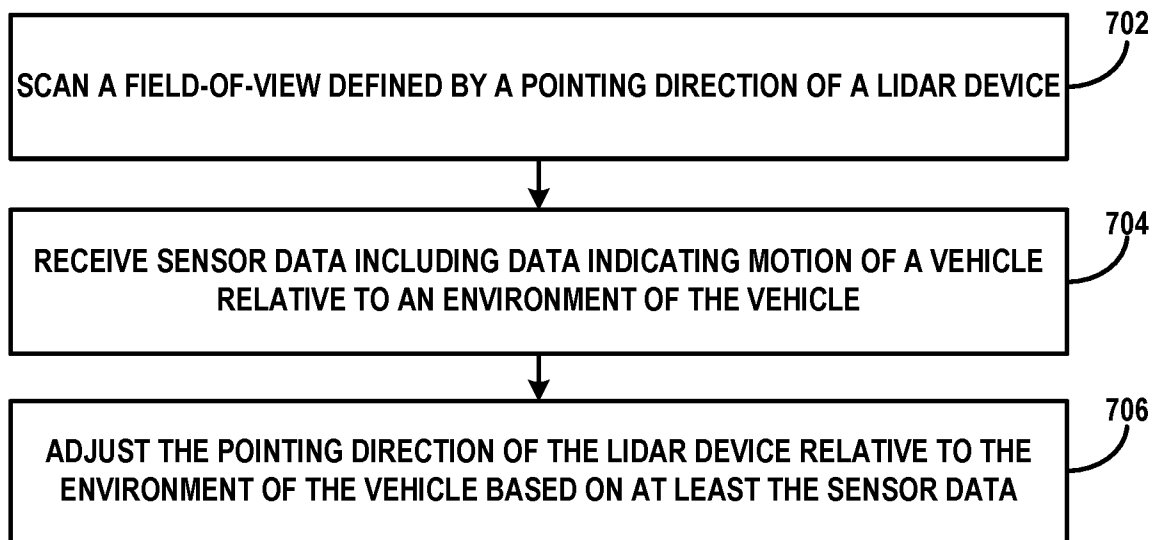 702
SCAN A FIELD-OF-VIEW DEFINED BY A POINTING DIRECTION OF A LIDAR DEVICE
704
RECEIVE SENSOR DATA INCLUDING DATA INDICATING MOTION OF A VEHICLE
RELATIVE TO AN ENVIRONMENT OF THE VEHICLE
706
ADJUST THE POINTING DIRECTION OF THE LIDAR DEVICE RELATIVE TO THE
ENVIRONMENT OF THE VEHICLE BASED ON AT LEAST THE SENSOR DATA